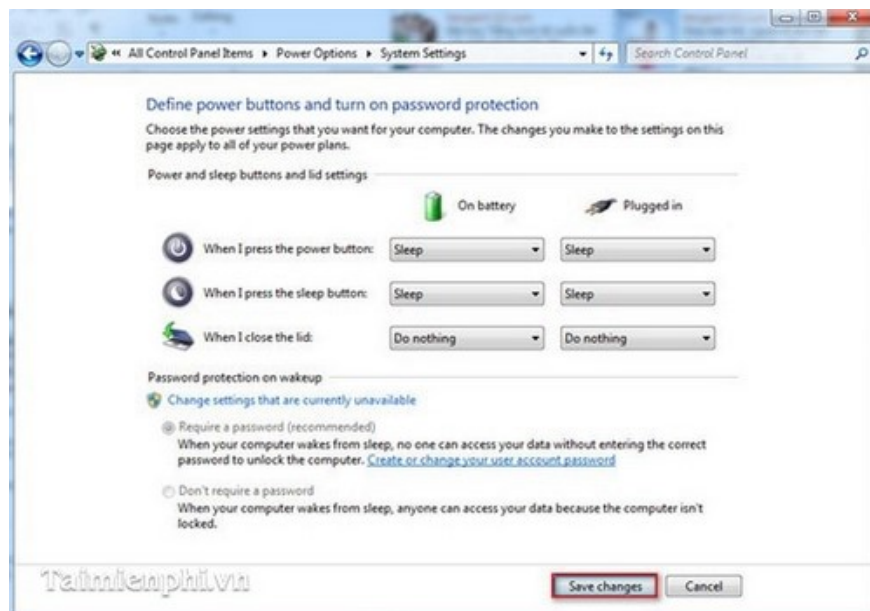 All Control Panel Items ▸ Power Options ▸ System Settings
Search Control Panel
Define power buttons and turn on password protection
Choose the power settings that you want for your computer. The changes you make to the settings on this
page apply to all of your power plans.
Power and sleep buttons and lid settings
On battery Plugged in
When I press the power button: Sleep Sleep
When I press the sleep button: Sleep Sleep
When I close the lid: Do nothing Do nothing
Password protection on wakeup
Change settings that are currently unavailable
Require a password (recommended)
When your computer wakes from sleep, no one can access your data without entering the correct
password to unlock the computer. Create or change your user account password
Don't require a password
When your computer wakes from sleep, anyone can access your data because the computer isn't
locked.
Taimienphi.vn
Save changes Cancel